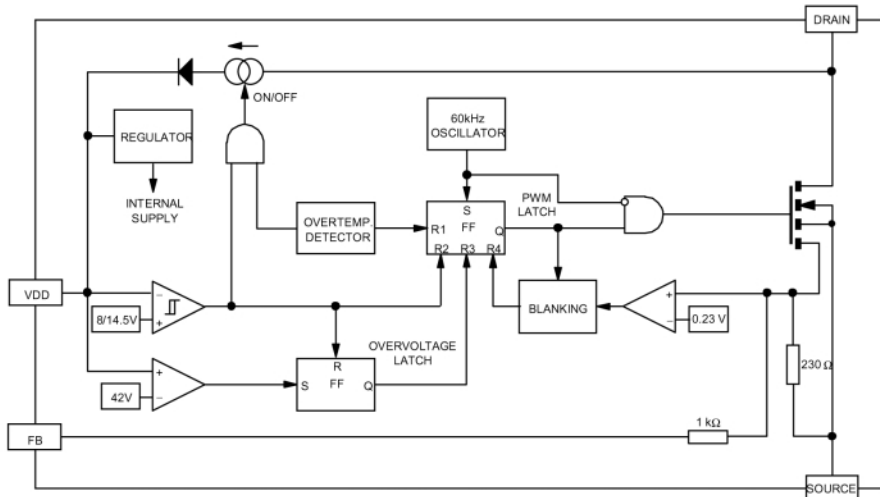 DRAIN
ON/OFF
60kHz
OSCILLATOR
REGULATOR
INTERNAL
SUPPLY
PWM
LATCH
OVERTEMP.
DETECTOR
S
R1 FF Q
R2 R3 R4
VDD
−
+
8/14.5V
BLANKING
+
−
0.23 V
OVERVOLTAGE
LATCH
R
FF
S Q
230 Ω
+
−
42V
1 kΩ
FB
SOURCE